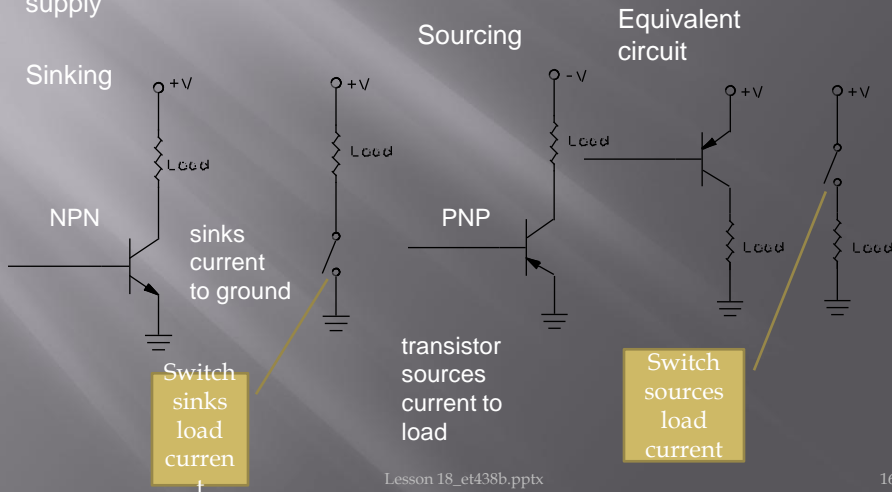 supply
Sinking
+V
Load
NPN
+V
Load
sinks
current
to ground
Switch
sinks
load
curren
t
Sourcing
-V
Load
PNP
transistor
sources
current to
load
Equivalent
circuit
+V
Load
+V
Load
Switch
sources
load
current
Lesson 18_et438b.pptx
16